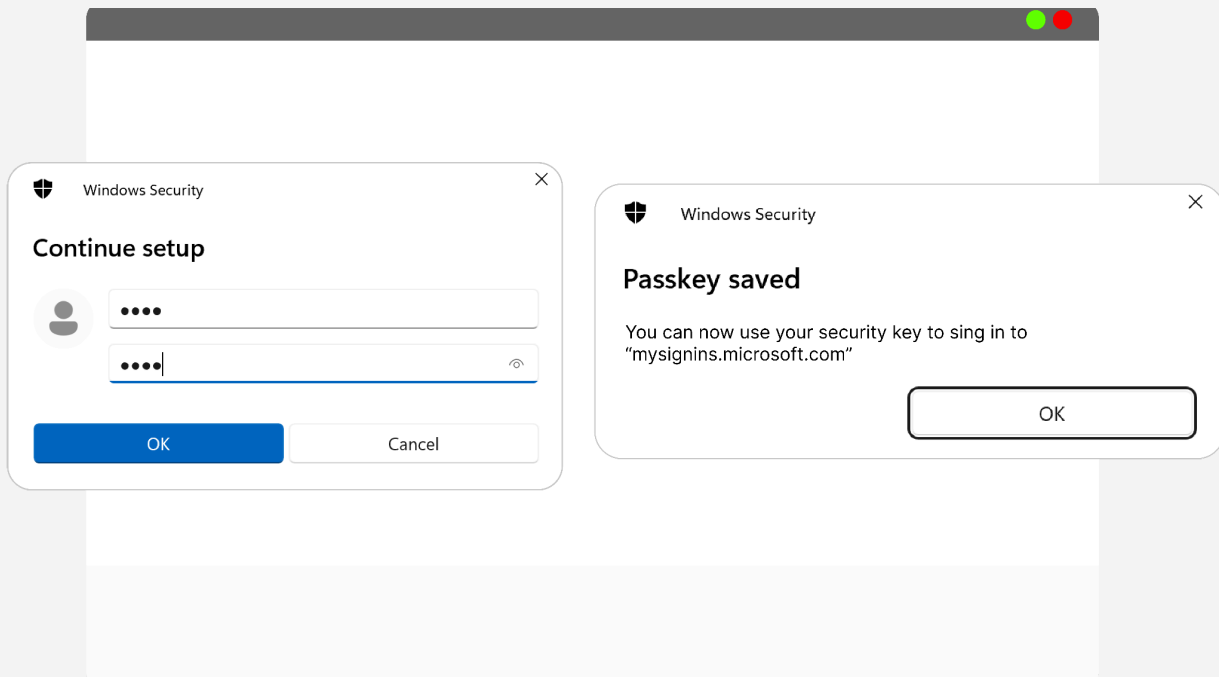 Windows Security
Continue setup
••••
••••
OK
Cancel
Windows Security
Passkey saved
You can now use your security key to sing in to
“mysignins.microsoft.com”
OK